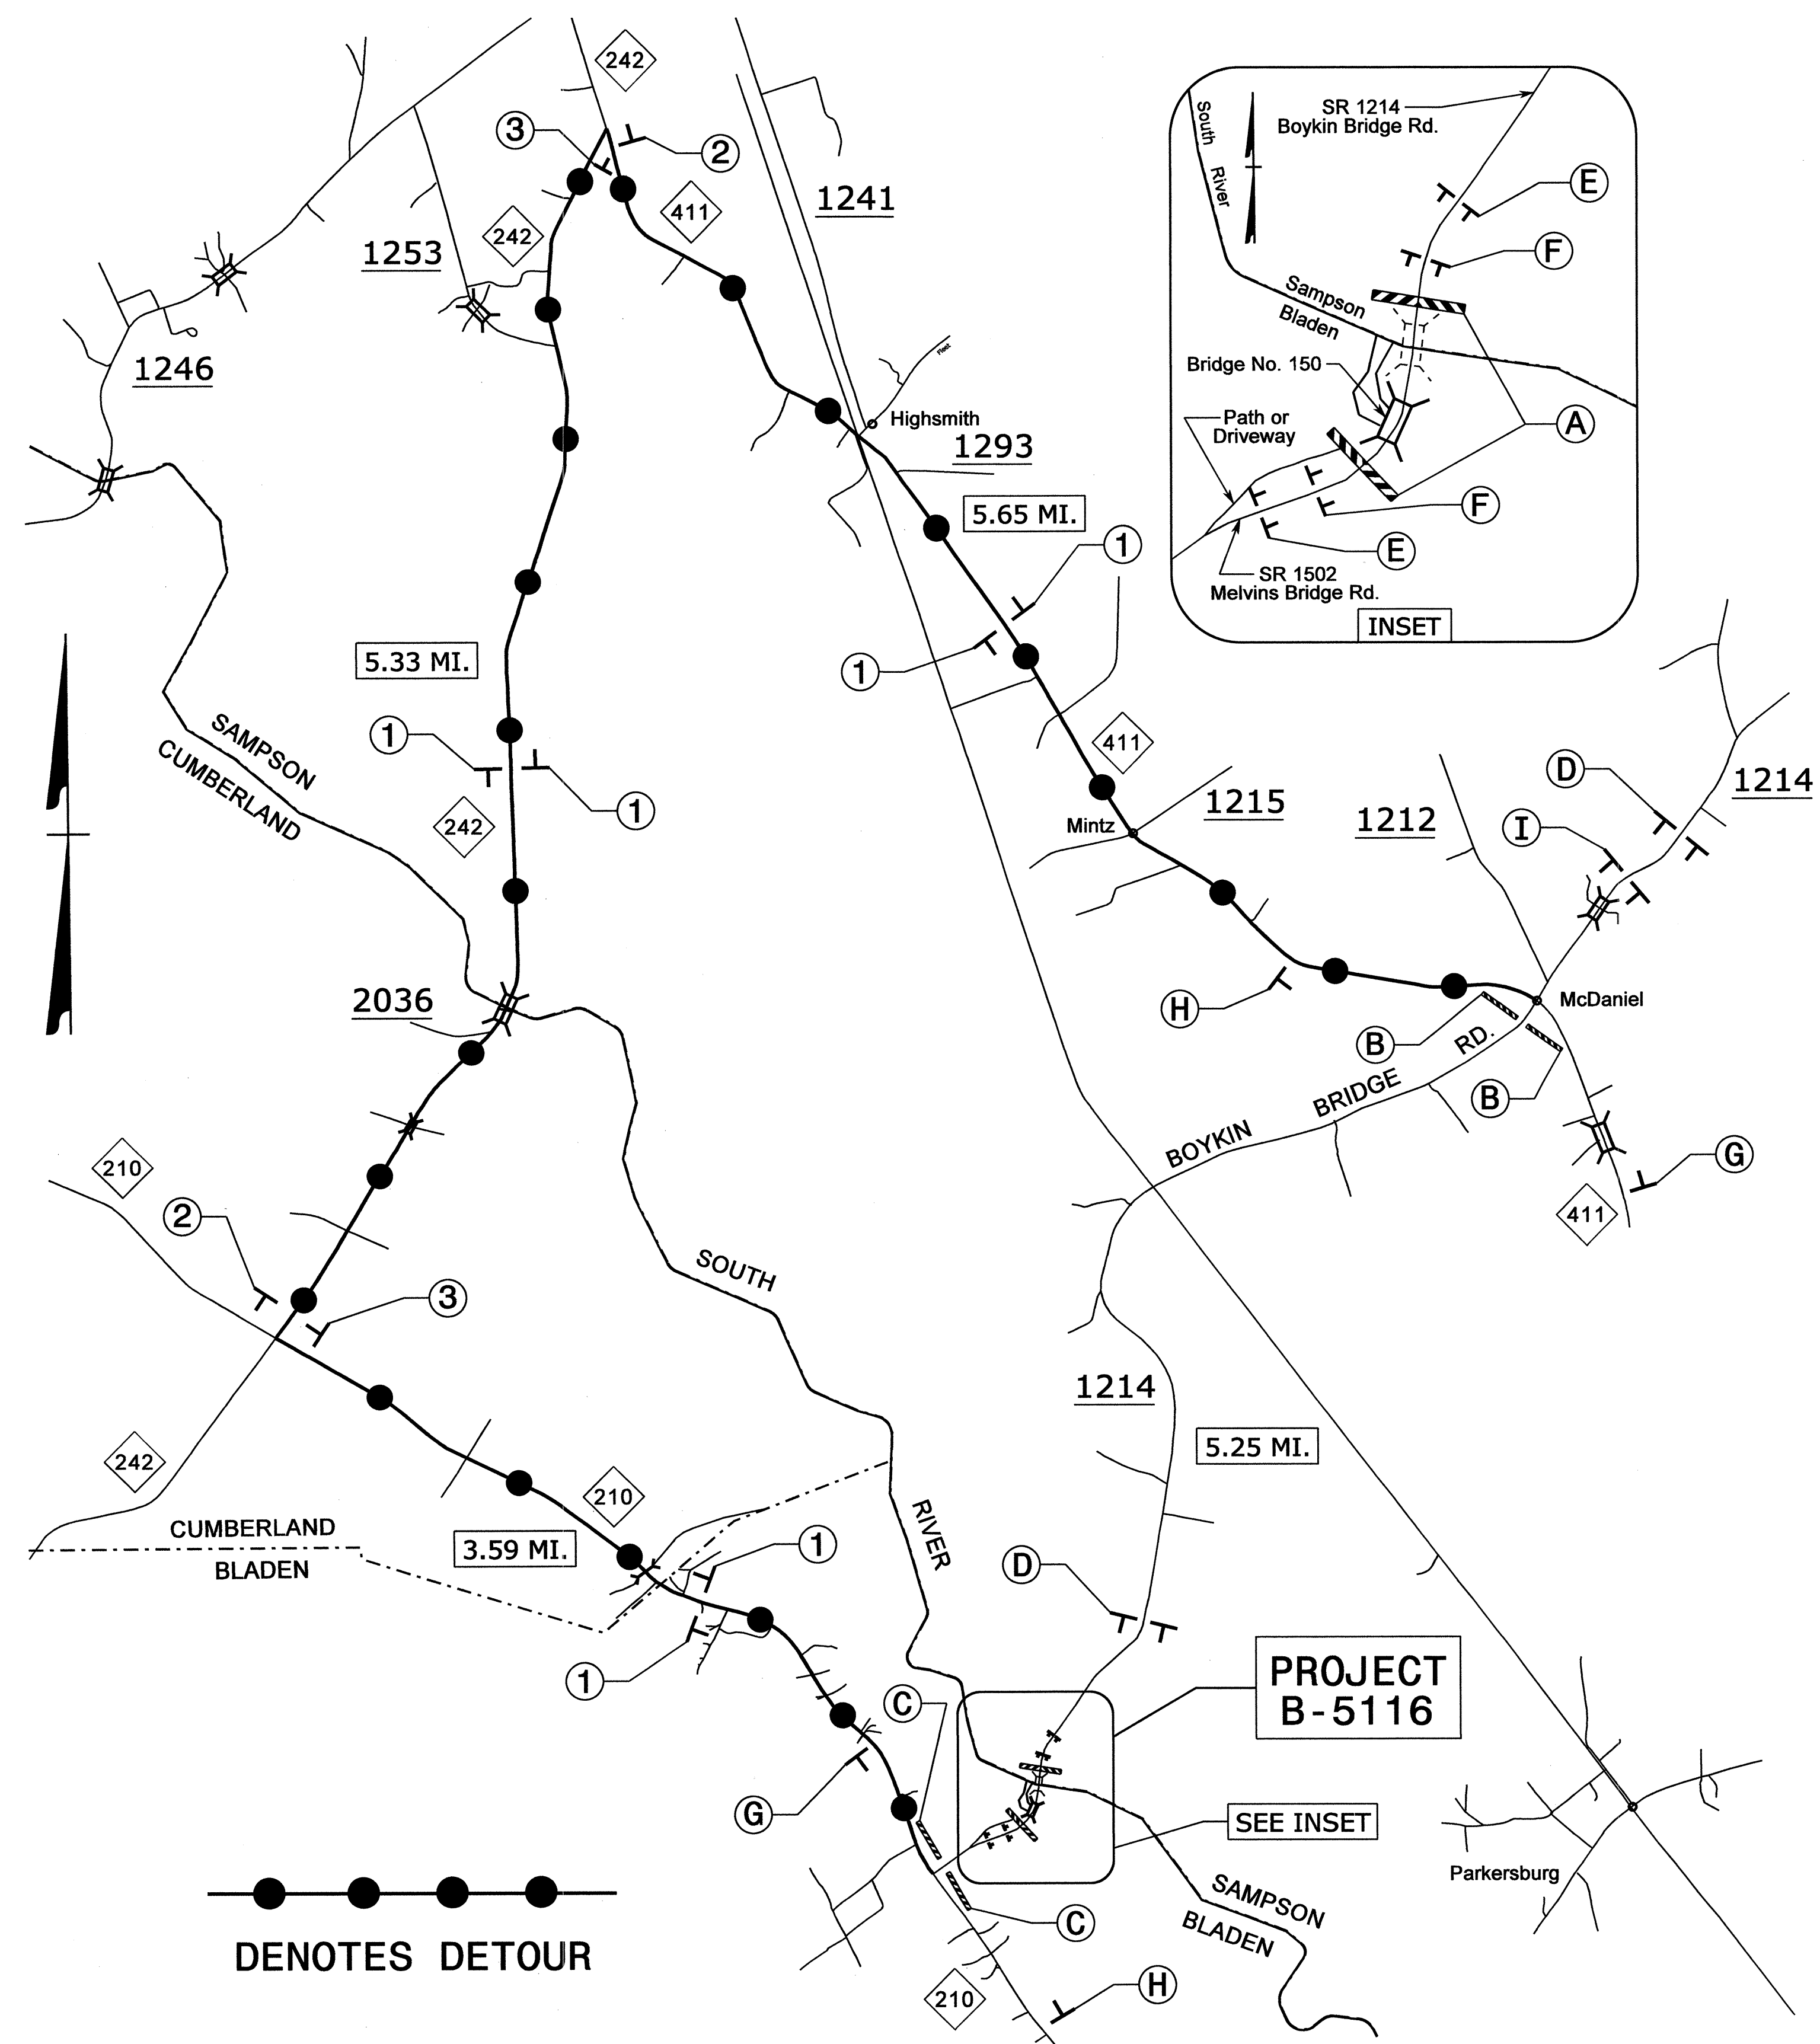 242
3
2
411
1241
242
1253
1246
Fleet
Highsmith
1293
5.65 MI.
1
1
5.33 MI.
1
1
SAMPSON
CUMBERLAND
242
411
Mintz
1215
1212
D
1214
I
H
McDaniel
B
RD.
BRIDGE
B
BOYKIN
G
411
2036
210
2
3
SOUTH
242
1214
5.25 MI.
CUMBERLAND
BLADEN
210
3.59 MI.
RIVER
1
1
D
C
PROJECT
B-5116
G
SEE INSET
Parkersburg
SAMPSON
BLADEN
C
210
H
DENOTES DETOUR
SR 1214
Boykin Bridge Rd.
South
River
E
F
Sampson
Bladen
Bridge No. 150
Path or
Driveway
A
F
E
SR 1502
Melvins Bridge Rd.
INSET